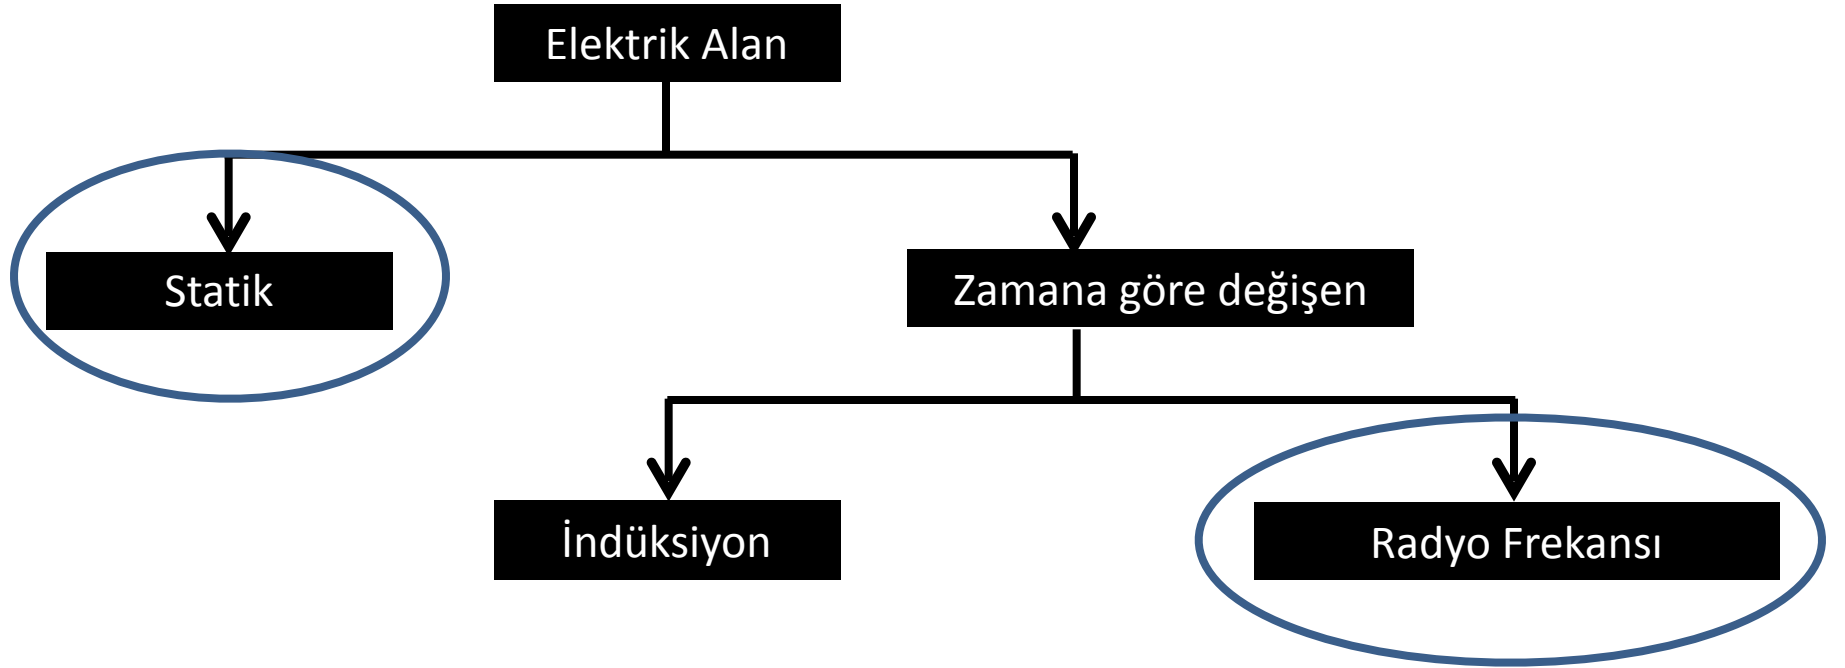 Elektrik Alan
Statik
Zamana göre değişen
İndüksiyon
Radyo Frekansı